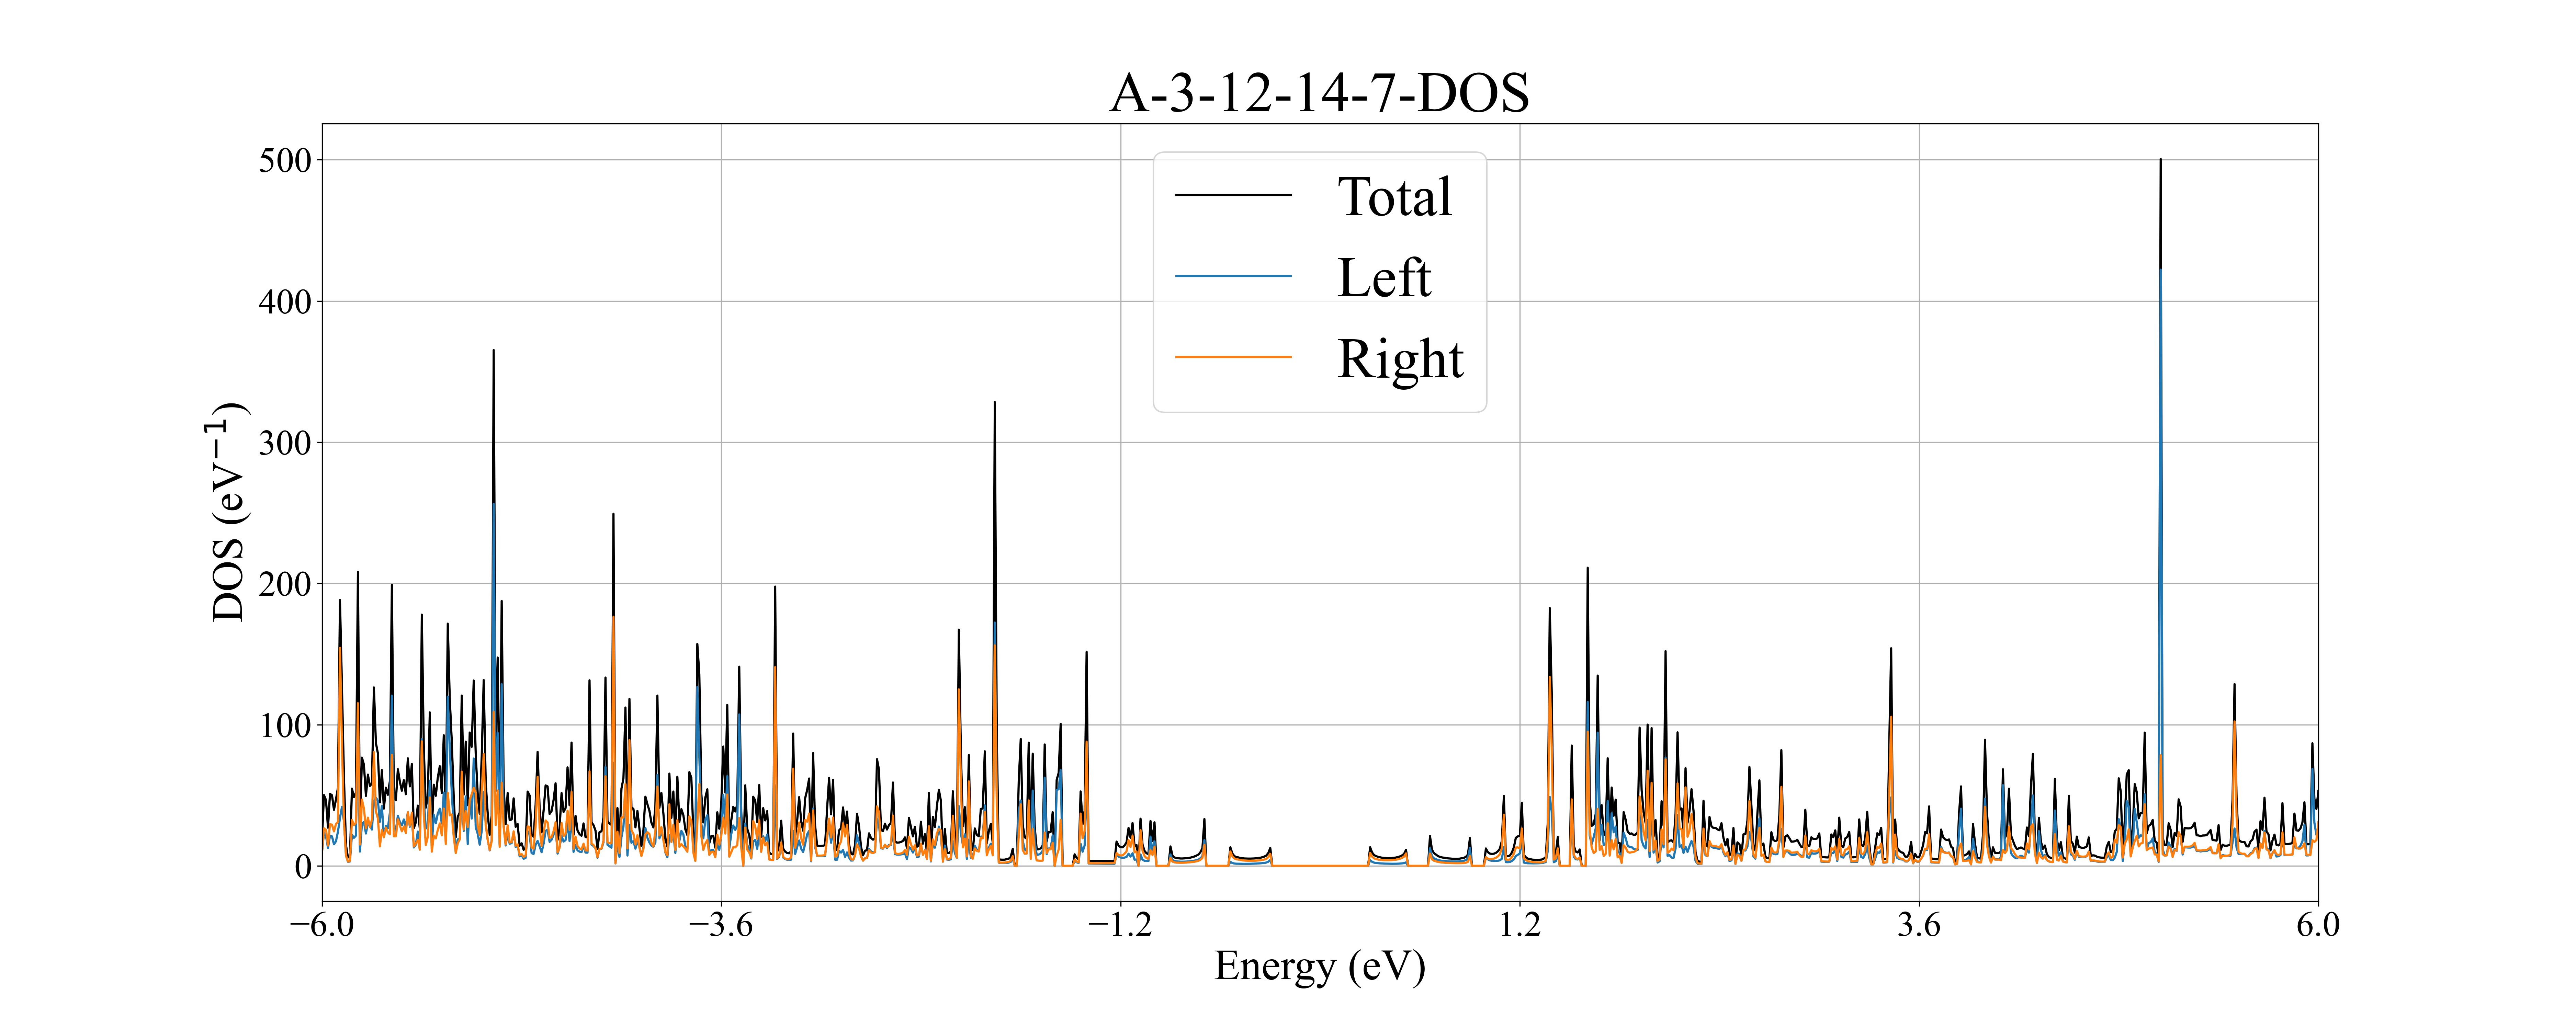 A-3-12-14-7-DOS
500
400
300
200
100
0
DOS (eV⁻¹)
Total
Left
Right
−6.0 −3.6 −1.2 1.2 3.6 6.0
Energy (eV)